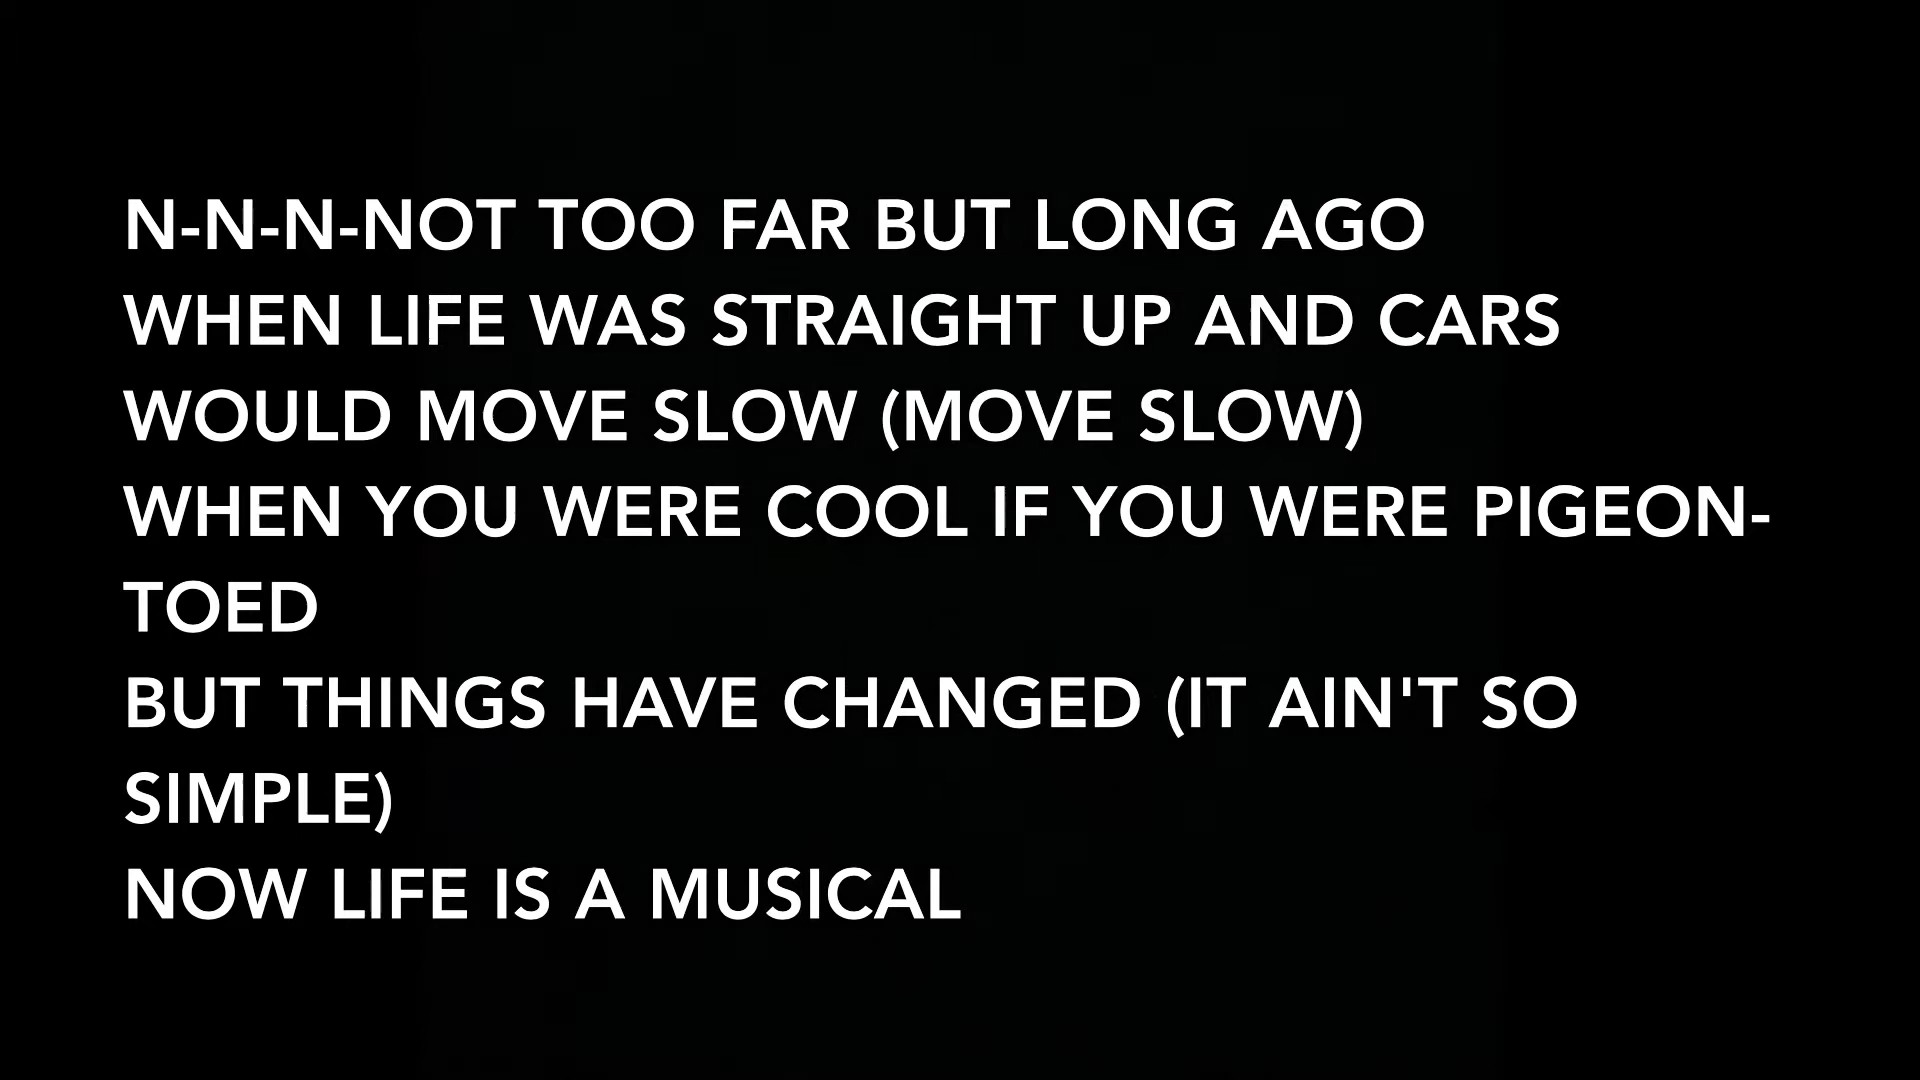 N-N-N-NOT TOO FAR BUT LONG AGO
WHEN LIFE WAS STRAIGHT UP AND CARS
WOULD MOVE SLOW (MOVE SLOW)
WHEN YOU WERE COOL IF YOU WERE PIGEON-
TOED
BUT THINGS HAVE CHANGED (IT AIN'T SO
SIMPLE)
NOW LIFE IS A MUSICAL